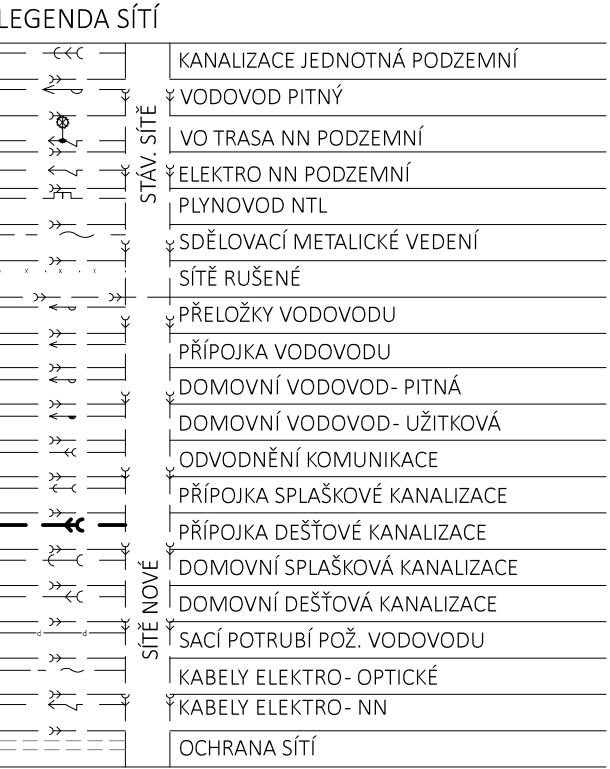 LEGENDA SÍTÍ
STÁV. SÍTĚ
KANALIZACE JEDNOTNÁ PODZEMNÍ
VODOVOD PITNÝ
VO TRASA NN PODZEMNÍ
ELEKTRO NN PODZEMNÍ
PLYNOVOD NTL
SDĚLOVACÍ METALICKÉ VEDENÍ
SÍTĚ RUŠENÉ
SÍTĚ NOVÉ
PŘELOŽKY VODOVODU
PŘÍPOJKA VODOVODU
DOMOVNÍ VODOVOD- PITNÁ
DOMOVNÍ VODOVOD- UŽITKOVÁ
ODVODNĚNÍ KOMUNIKACE
PŘÍPOJKA SPLAŠKOVÉ KANALIZACE
PŘÍPOJKA DEŠŤOVÉ KANALIZACE
DOMOVNÍ SPLAŠKOVÁ KANALIZACE
DOMOVNÍ DEŠŤOVÁ KANALIZACE
d d
SACÍ POTRUBÍ POŽ. VODOVODU
KABELY ELEKTRO- OPTICKÉ
KABELY ELEKTRO- NN
OCHRANA SÍTÍ